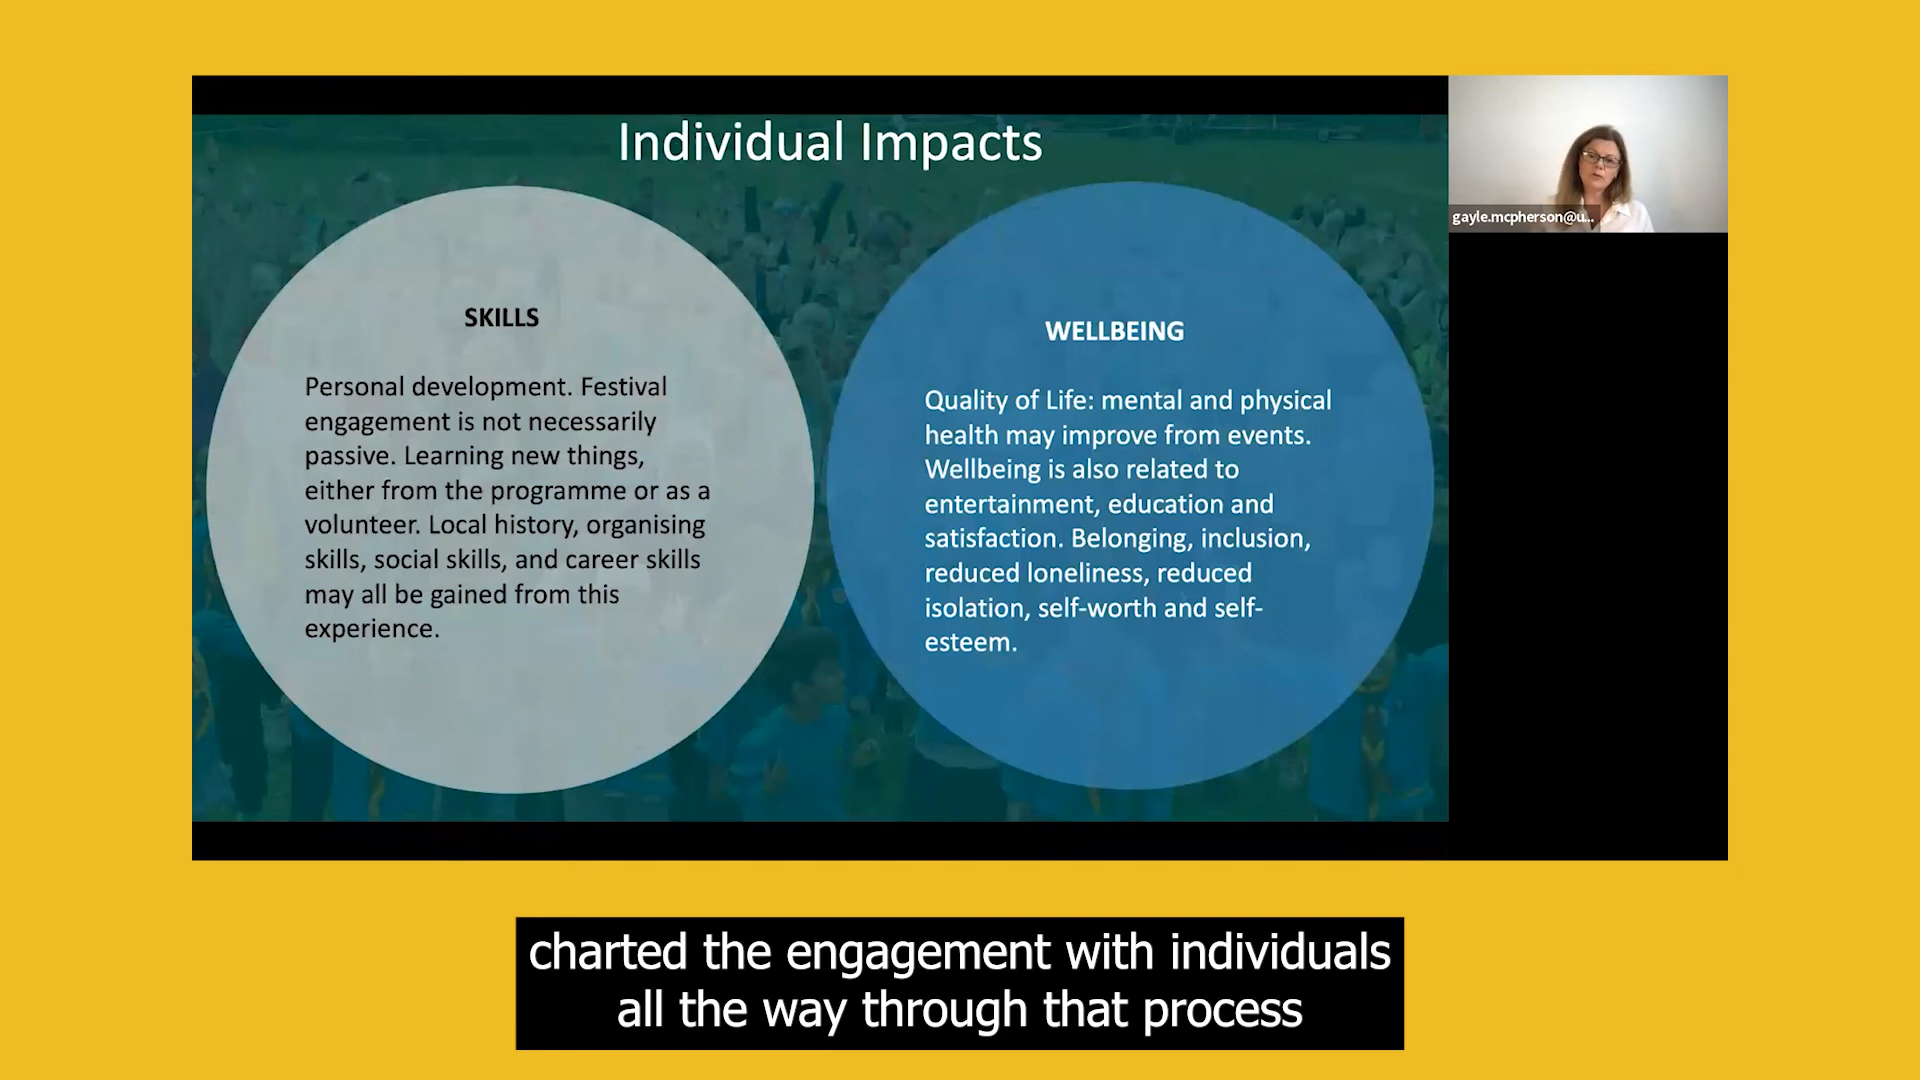 Individual Impacts
SKILLS
Personal development. Festival
engagement is not necessarily
passive. Learning new things,
either from the programme or as a
volunteer. Local history, organising
skills, social skills, and career skills
may all be gained from this
experience.
WELLBEING
Quality of Life: mental and physical
health may improve from events.
Wellbeing is also related to
entertainment, education and
satisfaction. Belonging, inclusion,
reduced loneliness, reduced
isolation, self-worth and self-
esteem.
gayle.mcpherson@u...
charted the engagement with individuals
all the way through that process